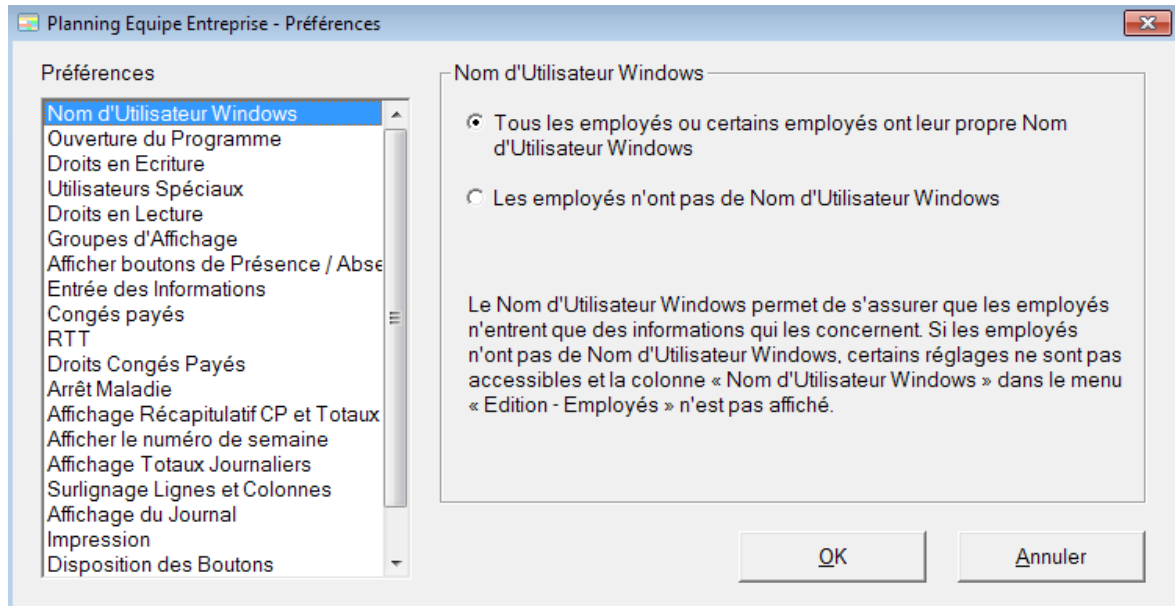 Planning Equipe Entreprise - Préférences
Préférences
Nom d'Utilisateur Windows
Ouverture du Programme
Droits en Ecriture
Utilisateurs Spéciaux
Droits en Lecture
Groupes d'Affichage
Afficher boutons de Présence / Abse
Entrée des Informations
Congés payés
RTT
Droits Congés Payés
Arrêt Maladie
Affichage Récapitulatif CP et Totaux
Afficher le numéro de semaine
Affichage Totaux Journaliers
Surlignage Lignes et Colonnes
Affichage du Journal
Impression
Disposition des Boutons
Nom d'Utilisateur Windows
Tous les employés ou certains employés ont leur propre Nom
d'Utilisateur Windows
Les employés n'ont pas de Nom d'Utilisateur Windows
Le Nom d'Utilisateur Windows permet de s'assurer que les employés
n'entrent que des informations qui les concernent. Si les employés
n'ont pas de Nom d'Utilisateur Windows, certains réglages ne sont pas
accessibles et la colonne « Nom d'Utilisateur Windows » dans le menu
« Edition - Employés » n'est pas affiché.
OK
Annuler